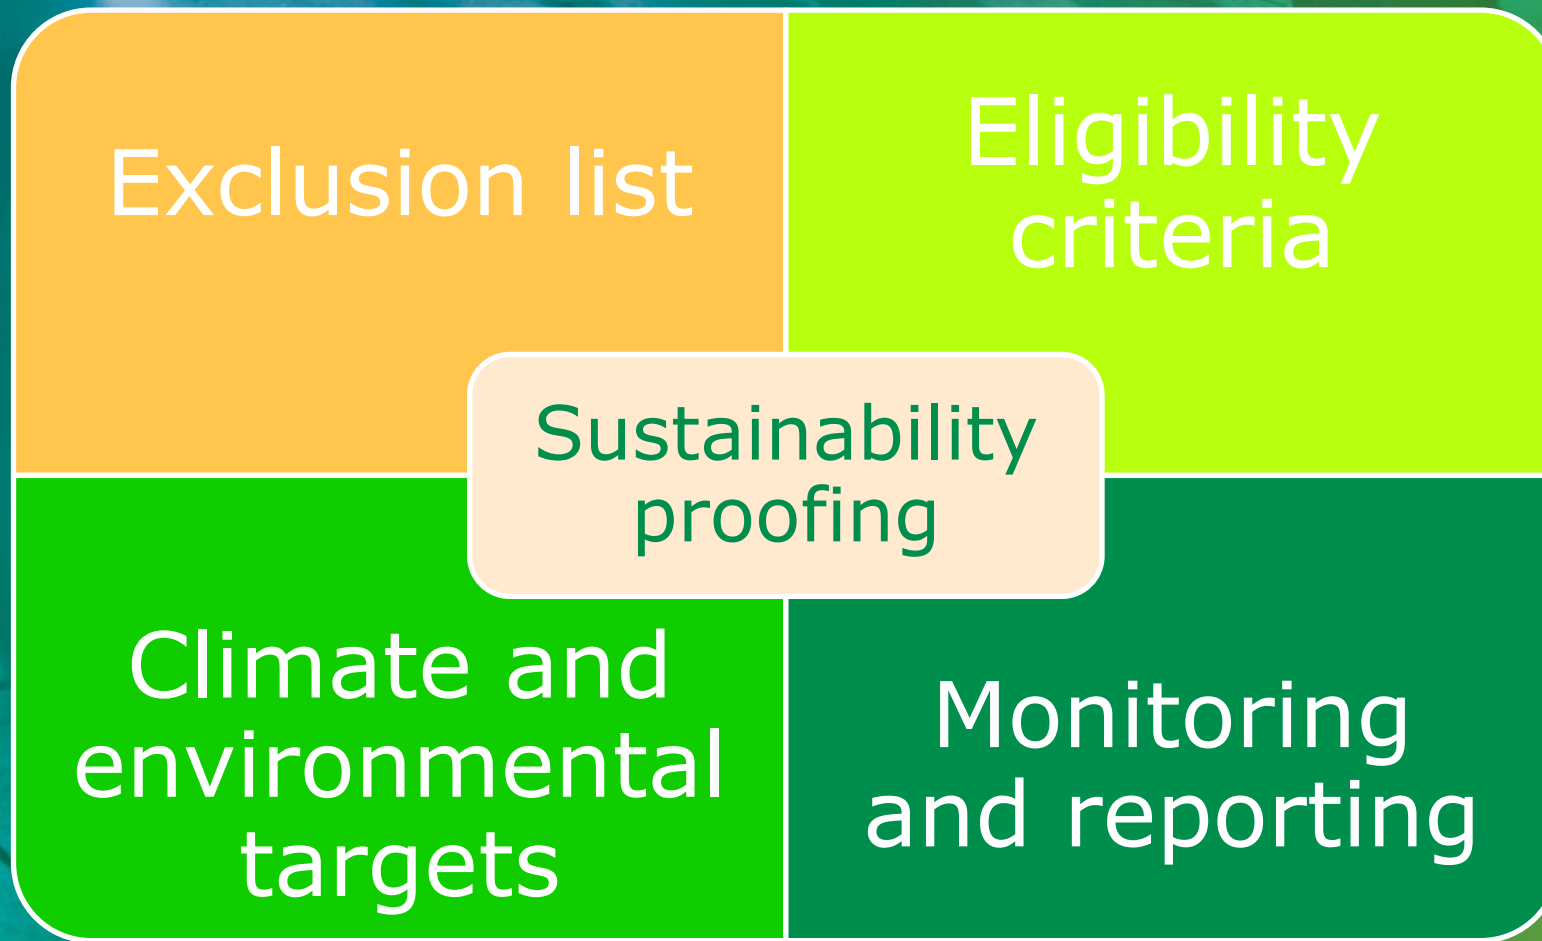 Exclusion list
Eligibility
criteria
Sustainability
proofing
Climate and
environmental
targets
Monitoring
and reporting